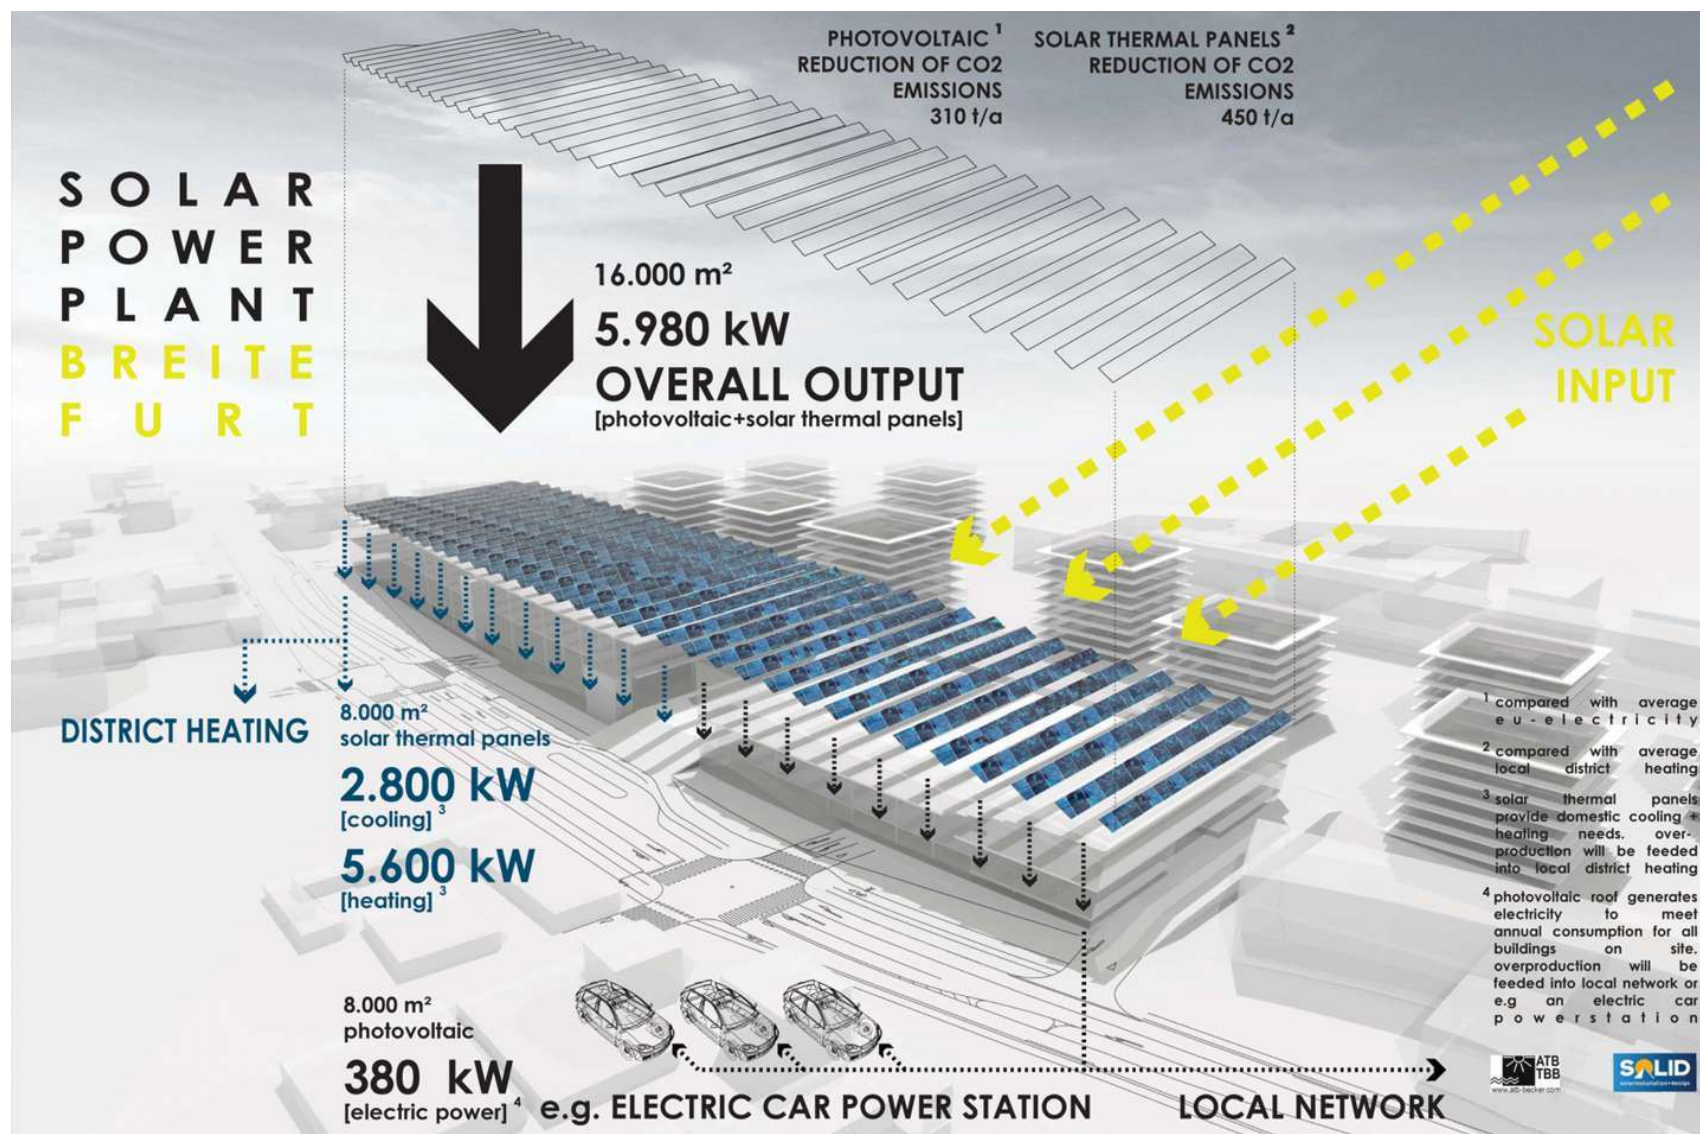 SOLAR
POWER
PLANT
BREITE
FURT
PHOTOVOLTAIC 1
REDUCTION OF CO2
EMISSIONS
310 t/a
SOLAR THERMAL PANELS 2
REDUCTION OF CO2
EMISSIONS
450 t/a
16.000 m²
5.980 kW
OVERALL OUTPUT
[photovoltaic+solar thermal panels]
SOLAR
INPUT
DISTRICT HEATING
8.000 m²
solar thermal panels
2.800 kW
[cooling] 3
5.600 kW
[heating] 3
8.000 m²
photovoltaic
380 kW
[electric power] 4
e.g. ELECTRIC CAR POWER STATION
LOCAL NETWORK
1 compared with average
eu-electricity
2 compared with average
local district heating
3 solar thermal panels
provide domestic cooling +
heating needs. over-
production will be feeded
into local district heating
4 photovoltaic roof generates
electricity to meet
annual consumption for all
buildings on site.
overproduction will be
feeded into local network or
e.g an electric car
powerstation
ATB
TBB
www.atb-becker.com
SOLID
solarinstallation+design